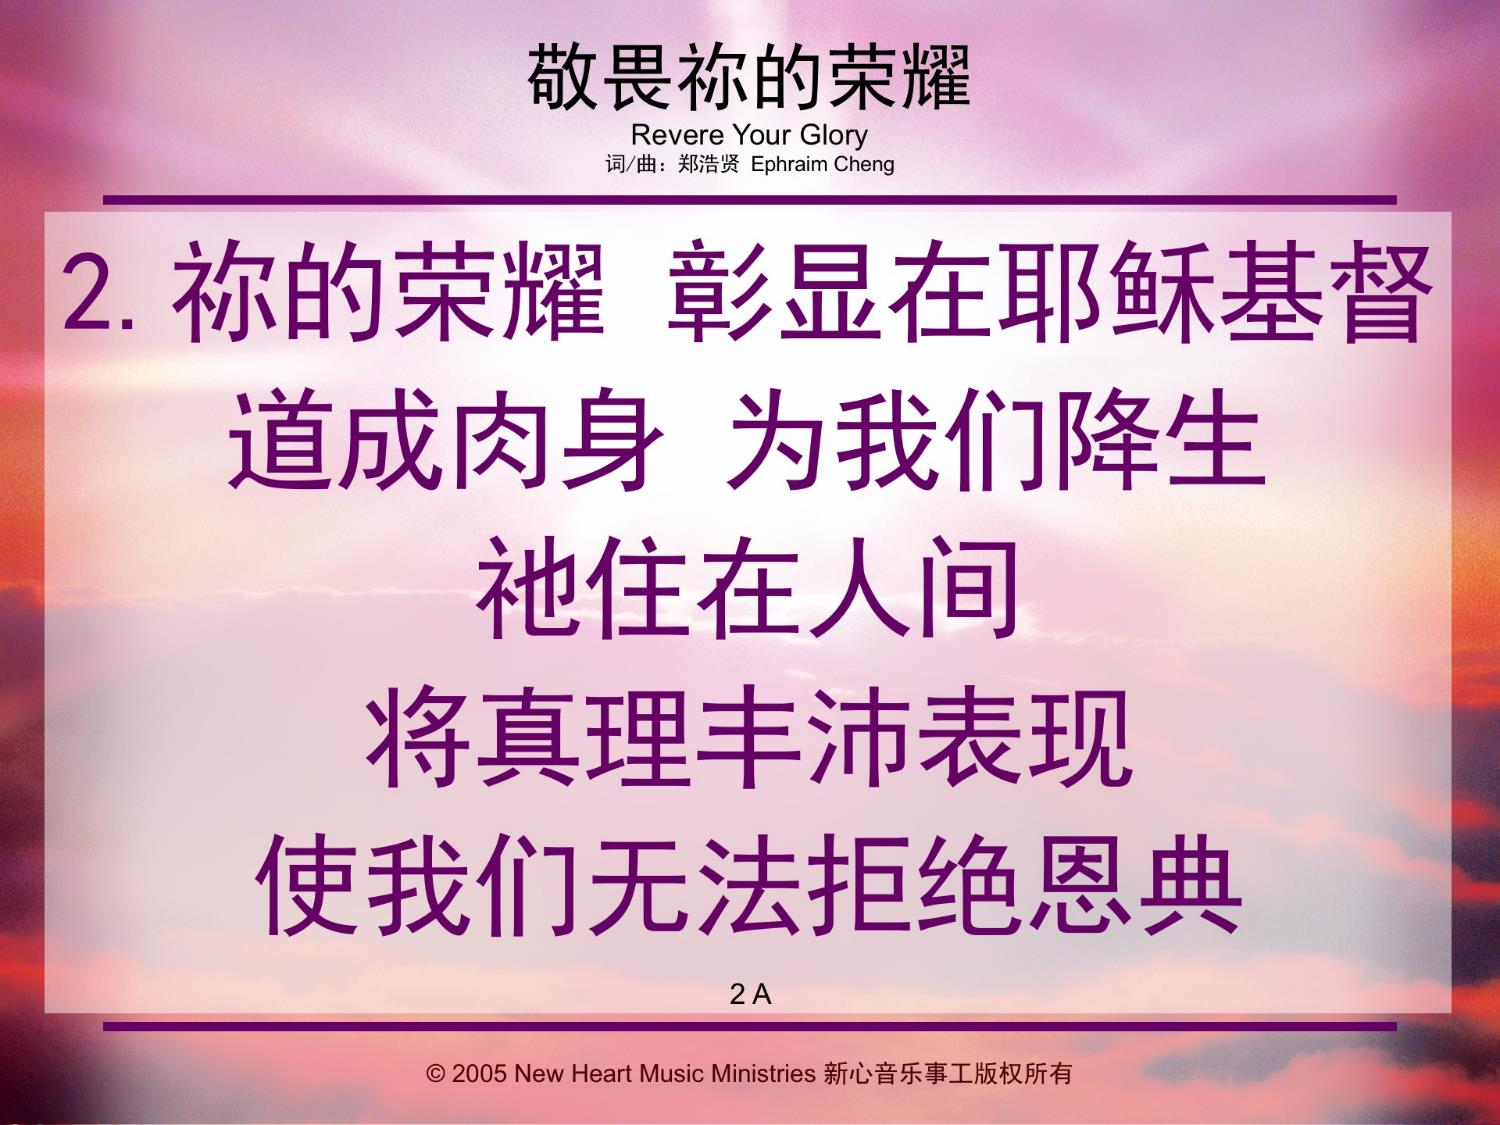 敬畏祢的荣耀
Revere Your Glory
词/曲：郑浩贤 Ephraim Cheng
2.祢的荣耀 彰显在耶稣基督
道成肉身 为我们降生
祂住在人间
将真理丰沛表现
使我们无法拒绝恩典
2 A
© 2005 New Heart Music Ministries 新心音乐事工版权所有